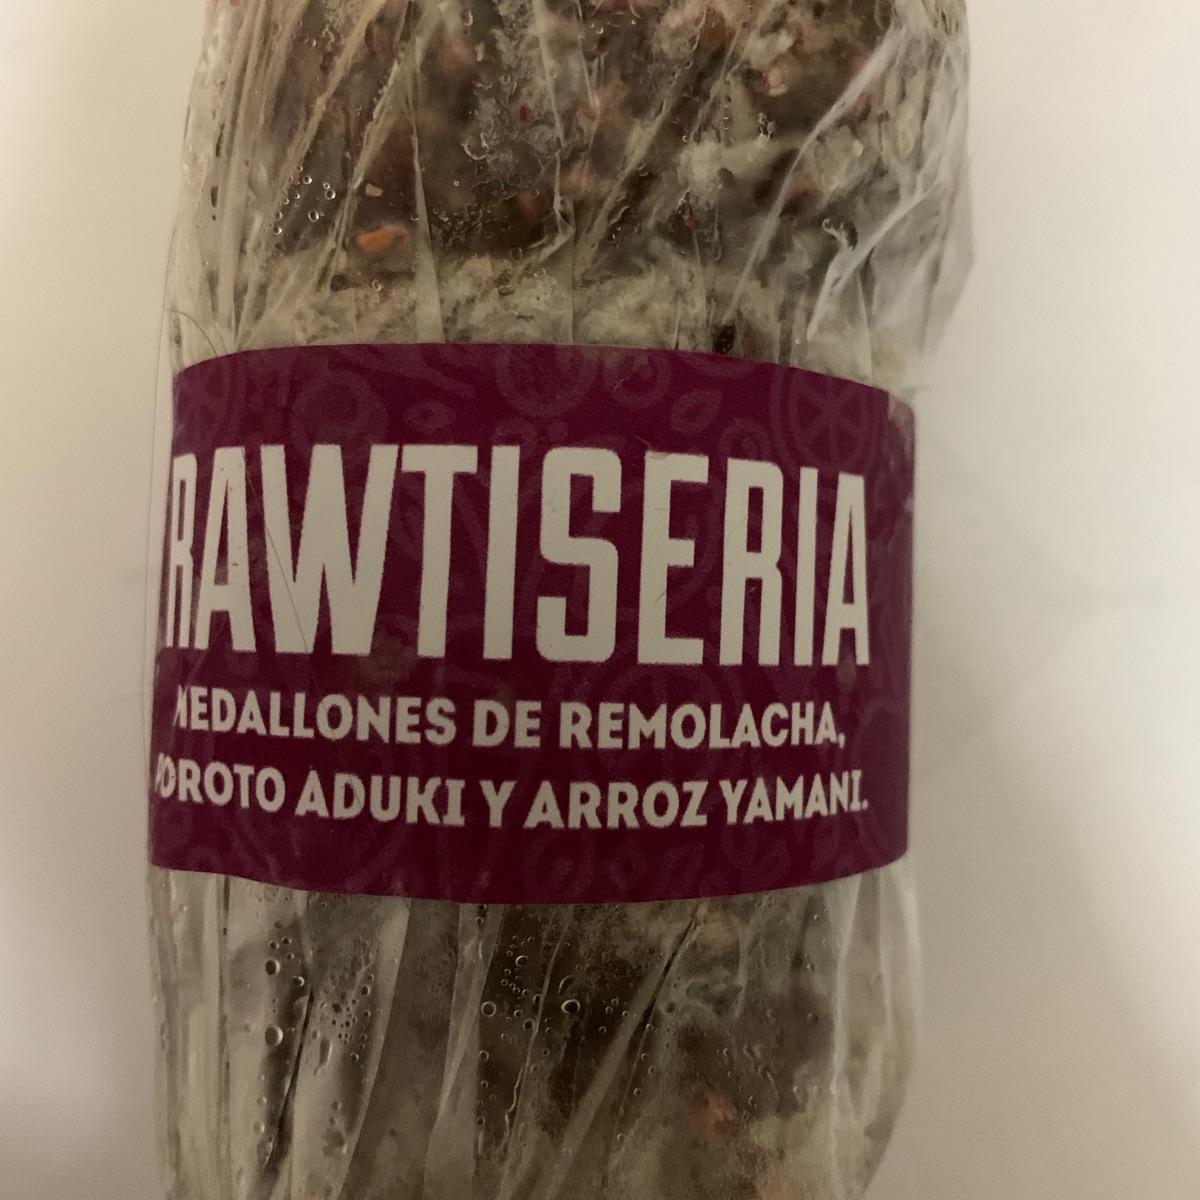 RAWTISERIA
MEDALLONES DE REMOLACHA,
POROTO ADUKI Y ARROZ YAMANI.